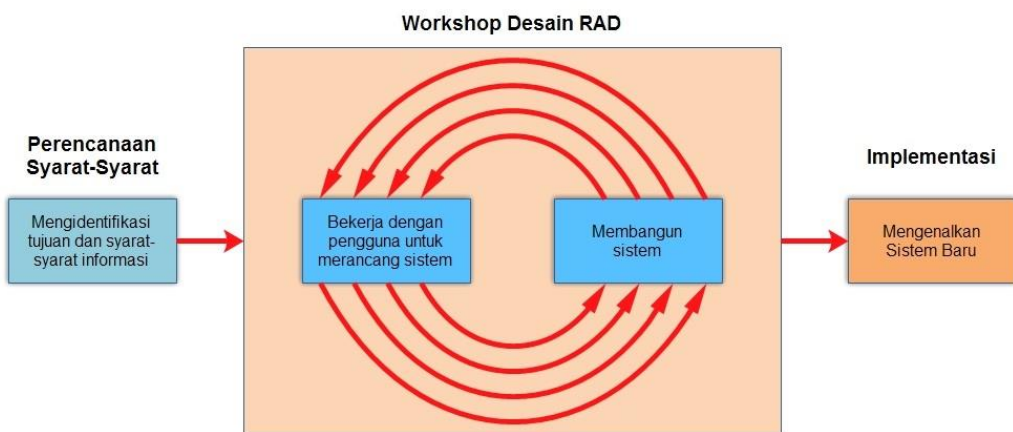 Workshop Desain RAD
Perencanaan
Syarat-Syarat
Mengidentifikasi
tujuan dan syarat-
syarat informasi
Bekerja dengan
pengguna untuk
merancang sistem
Membangun
sistem
Implementasi
Mengenalkan
Sistem Baru